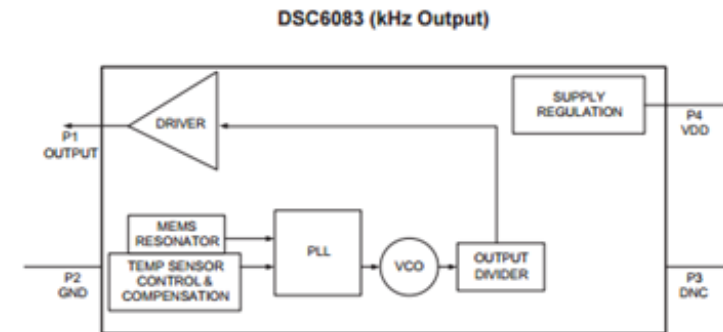 DSC6083 (kHz Output)
DRIVER
SUPPLY
REGULATION
P1
OUTPUT
P4
VDD
MEMS
RESONATOR
TEMP SENSOR
CONTROL &
COMPENSATION
PLL
VCO
OUTPUT
DIVIDER
P2
GND
P3
DNC